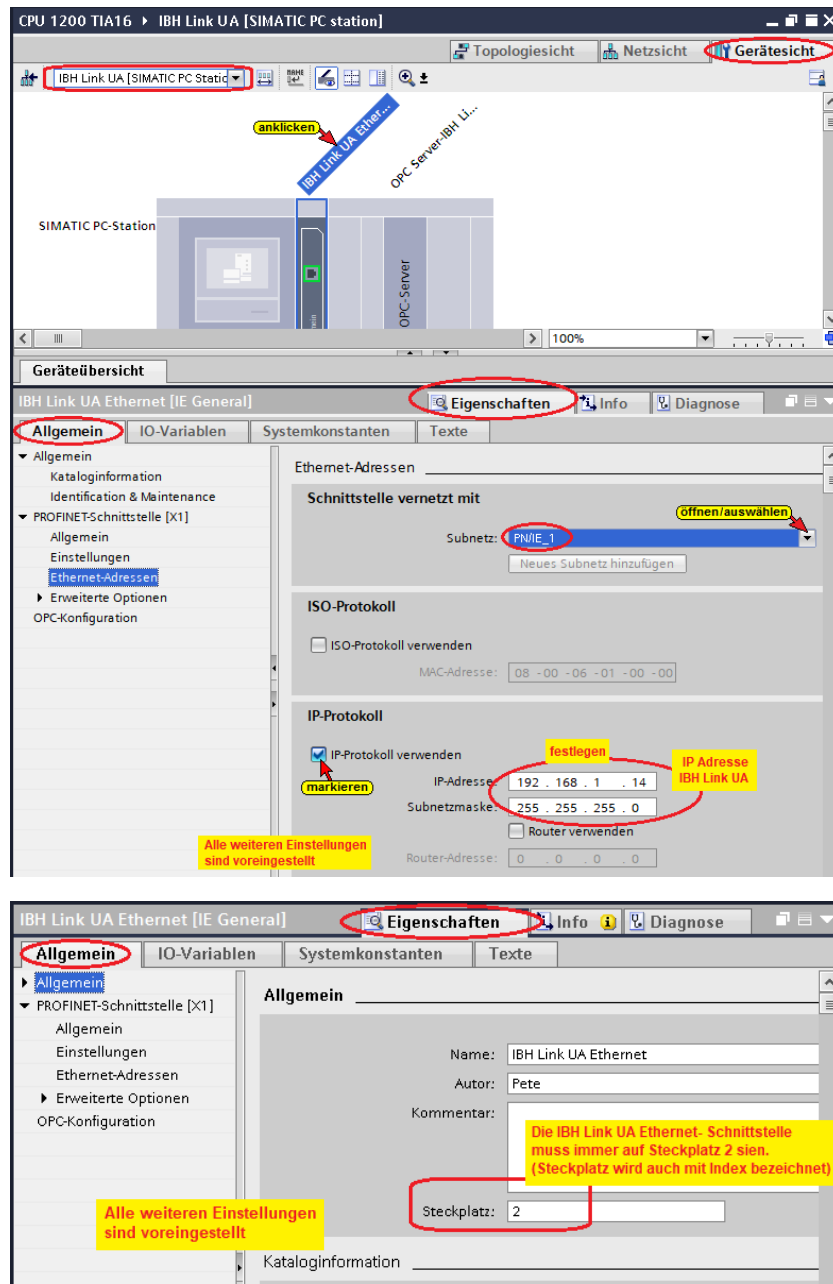 CPU 1200 TIA16 ▸ IBH Link UA [SIMATIC PC station]
Topologiesicht Netzsicht Gerätesicht
IBH Link UA [SIMATIC PC Static
anklicken
IBH Link UA Ether...
OPC Server-IBH Li...
SIMATIC PC-Station
OPC-Server
100%
Geräteübersicht
IBH Link UA Ethernet [IE General]
Eigenschaften Info Diagnose
Allgemein IO-Variablen Systemkonstanten Texte
Allgemein
Kataloginformation
Identification & Maintenance
PROFINET-Schnittstelle [X1]
Allgemein
Einstellungen
Ethernet-Adressen
Erweiterte Optionen
OPC-Konfiguration
Ethernet-Adressen
Schnittstelle vernetzt mit
öffnen/auswählen
Subnetz: PN/IE_1
Neues Subnetz hinzufügen
ISO-Protokoll
ISO-Protokoll verwenden
MAC-Adresse: 08 -00 -06 -01 -00 -00
IP-Protokoll
IP-Protokoll verwenden
markieren
festlegen
IP Adresse
IBH Link UA
IP-Adresse: 192 . 168 . 1 . 14
Subnetzmaske: 255 . 255 . 255 . 0
Router verwenden
Router-Adresse: 0 . 0 . 0 . 0
Alle weiteren Einstellungen
sind voreingestellt
IBH Link UA Ethernet [IE General]
Eigenschaften Info Diagnose
Allgemein IO-Variablen Systemkonstanten Texte
Allgemein
PROFINET-Schnittstelle [X1]
Allgemein
Einstellungen
Ethernet-Adressen
Erweiterte Optionen
OPC-Konfiguration
Allgemein
Name: IBH Link UA Ethernet
Autor: Pete
Kommentar:
Die IBH Link UA Ethernet- Schnittstelle
muss immer auf Steckplatz 2 sien.
(Steckplatz wird auch mit Index bezeichnet)
Steckplatz: 2
Alle weiteren Einstellungen
sind voreingestellt
Kataloginformation